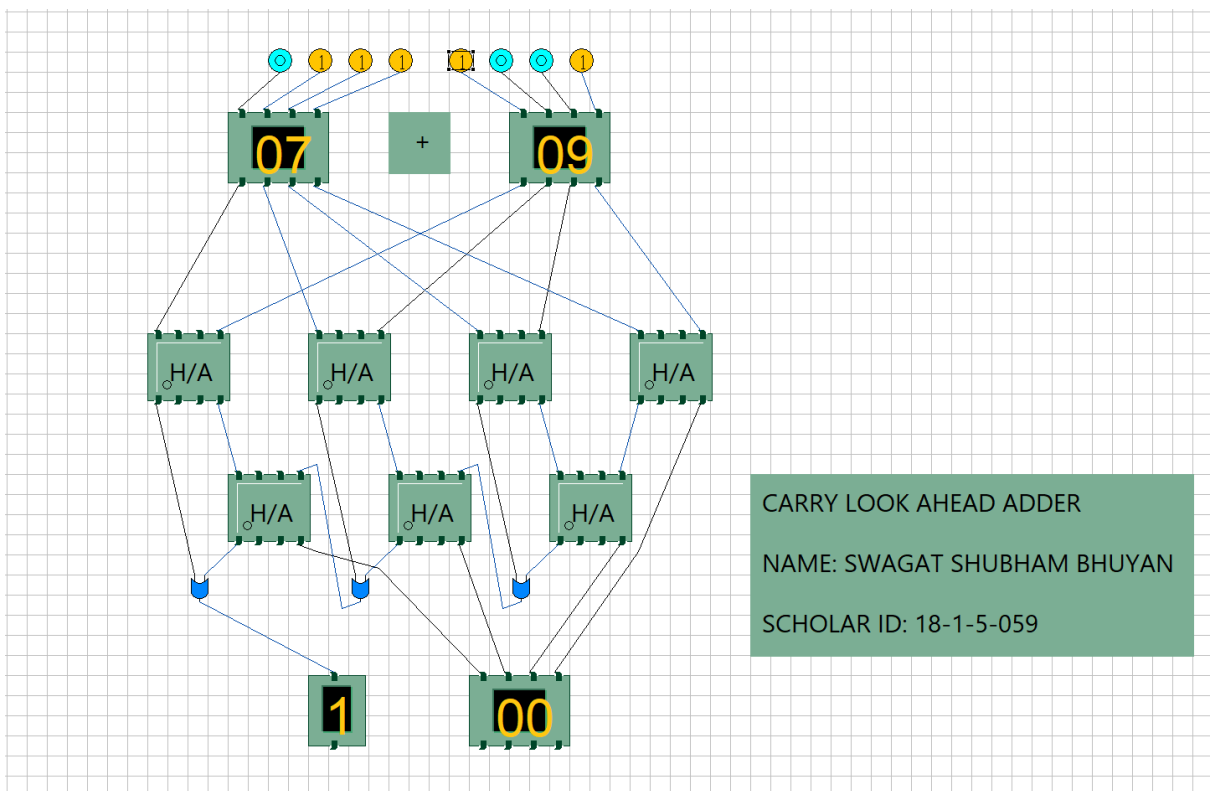 0 1 1 1 1 0 0 1
07 + 09
H/A H/A H/A H/A
H/A H/A H/A
CARRY LOOK AHEAD ADDER
NAME: SWAGAT SHUBHAM BHUYAN
SCHOLAR ID: 18-1-5-059
1 00